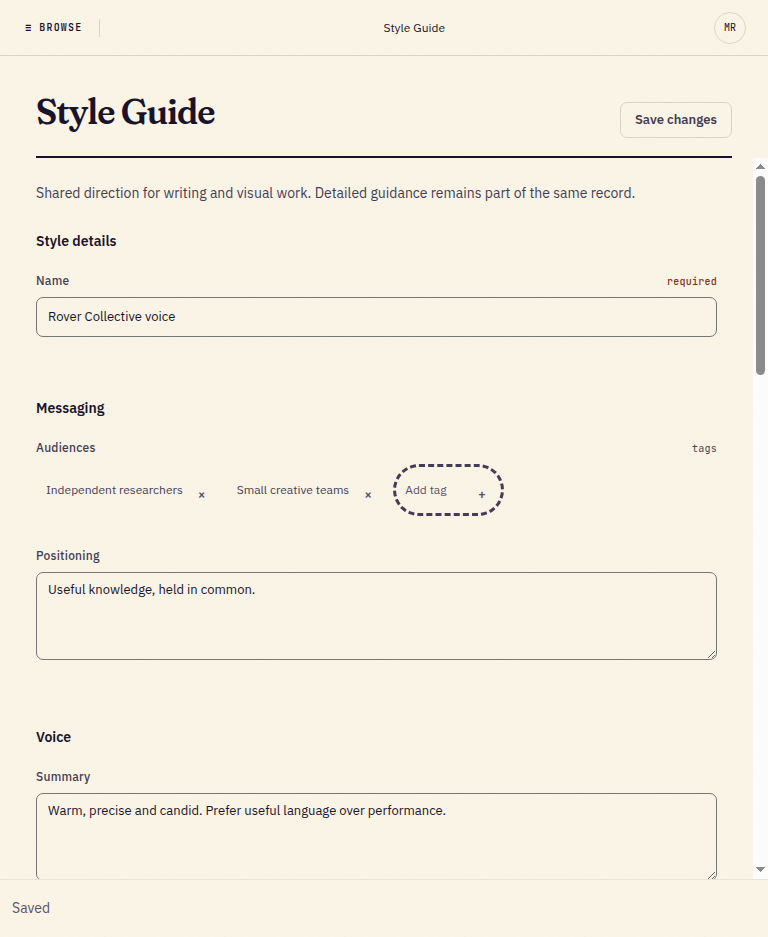 ≡ BROWSE
Style Guide
MR
Style Guide
Save changes
Shared direction for writing and visual work. Detailed guidance remains part of the same record.
Style details
Name required
Rover Collective voice
Messaging
Audiences tags
Independent researchers × Small creative teams × Add tag +
Positioning
Useful knowledge, held in common.
Voice
Summary
Warm, precise and candid. Prefer useful language over performance.
Saved